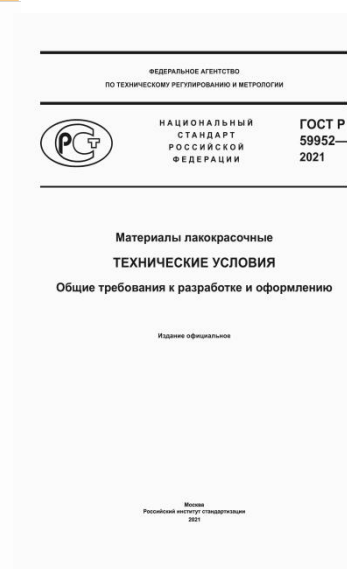 ФЕДЕРАЛЬНОЕ АГЕНТСТВО
ПО ТЕХНИЧЕСКОМУ РЕГУЛИРОВАНИЮ И МЕТРОЛОГИИ
РСТ
НАЦИОНАЛЬНЫЙ
СТАНДАРТ
РОССИЙСКОЙ
ФЕДЕРАЦИИ
ГОСТ Р
59952—
2021
Материалы лакокрасочные
ТЕХНИЧЕСКИЕ УСЛОВИЯ
Общие требования к разработке и оформлению
Издание официальное
Москва
Российский институт стандартизации
2021